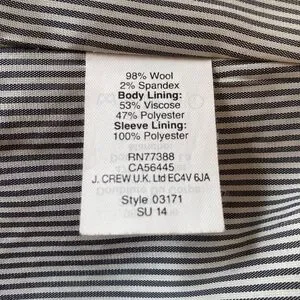 98% Wool
2% Spandex
Body Lining:
53% Viscose
47% Polyester
Sleeve Lining:
100% Polyester
RN77388
CA56445
J. CREW U.K. Ltd EC4V 6JA
Style 03171
SU 14